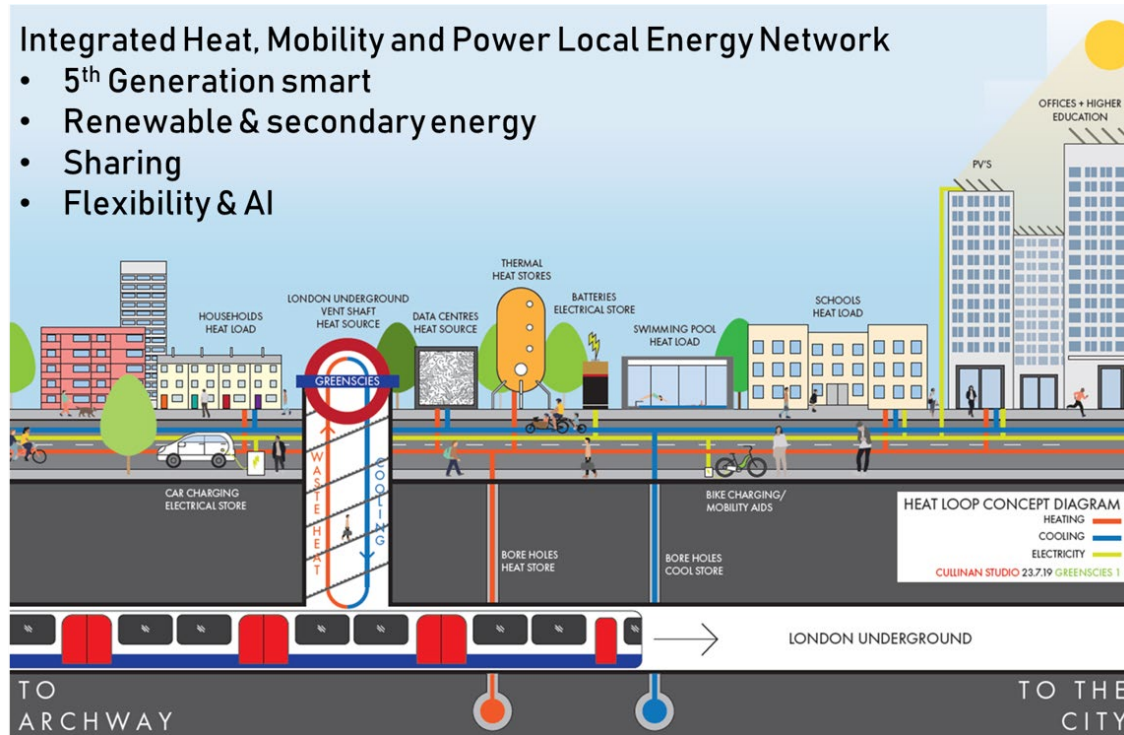 Integrated Heat, Mobility and Power Local Energy Network
• 5th Generation smart
• Renewable & secondary energy
• Sharing
• Flexibility & AI
OFFICES + HIGHER
EDUCATION
PV'S
THERMAL
HEAT STORES
HOUSEHOLDS
HEAT LOAD
LONDON UNDERGROUND
VENT SHAFT
HEAT SOURCE
DATA CENTRES
HEAT SOURCE
BATTERIES
ELECTRICAL STORE
SWIMMING POOL
HEAT LOAD
SCHOOLS
HEAT LOAD
GREENSCIES
WASTE HEAT
COOLING
CAR CHARGING
ELECTRICAL STORE
BIKE CHARGING/
MOBILITY AIDS
BORE HOLES
HEAT STORE
BORE HOLES
COOL STORE
HEAT LOOP CONCEPT DIAGRAM
HEATING
COOLING
ELECTRICITY
CULLINAN STUDIO 23.7.19 GREENSCIES 1
LONDON UNDERGROUND
TO
ARCHWAY
TO THE
CITY